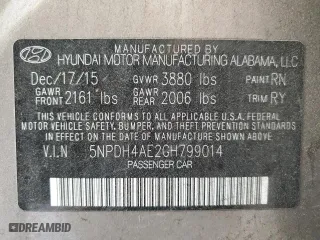 MANUFACTURED BY
HYUNDAI MOTOR MANUFACTURING ALABAMA, LLC
Dec/17/15 GVWR 3880 lbs PAINT RN
GAWR FRONT 2161 lbs GAWR REAR 2006 lbs TRIM RY
THIS VEHICLE CONFORMS TO ALL APPLICABLE
FEDERAL MOTOR VEHICLE SAFETY, BUMPER,
AND THEFT PREVENTION STANDARDS IN EFFECT
ON THE DATE OF MANUFACTURE SHOWN ABOVE.
V.I.N 5NPDH4AE2GH799014
PASSENGER CAR
© DREAMBID.COM